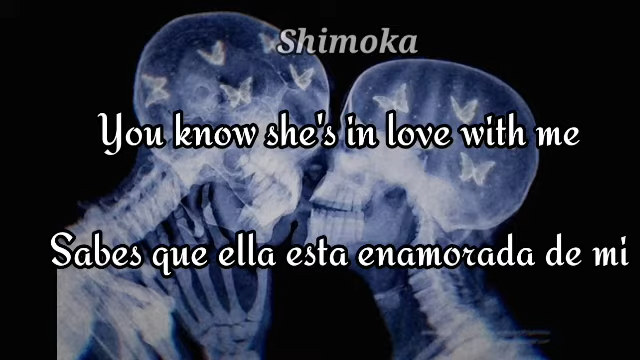 Shimoka
You know she's in love with me
Sabes que ella esta enamorada de mi